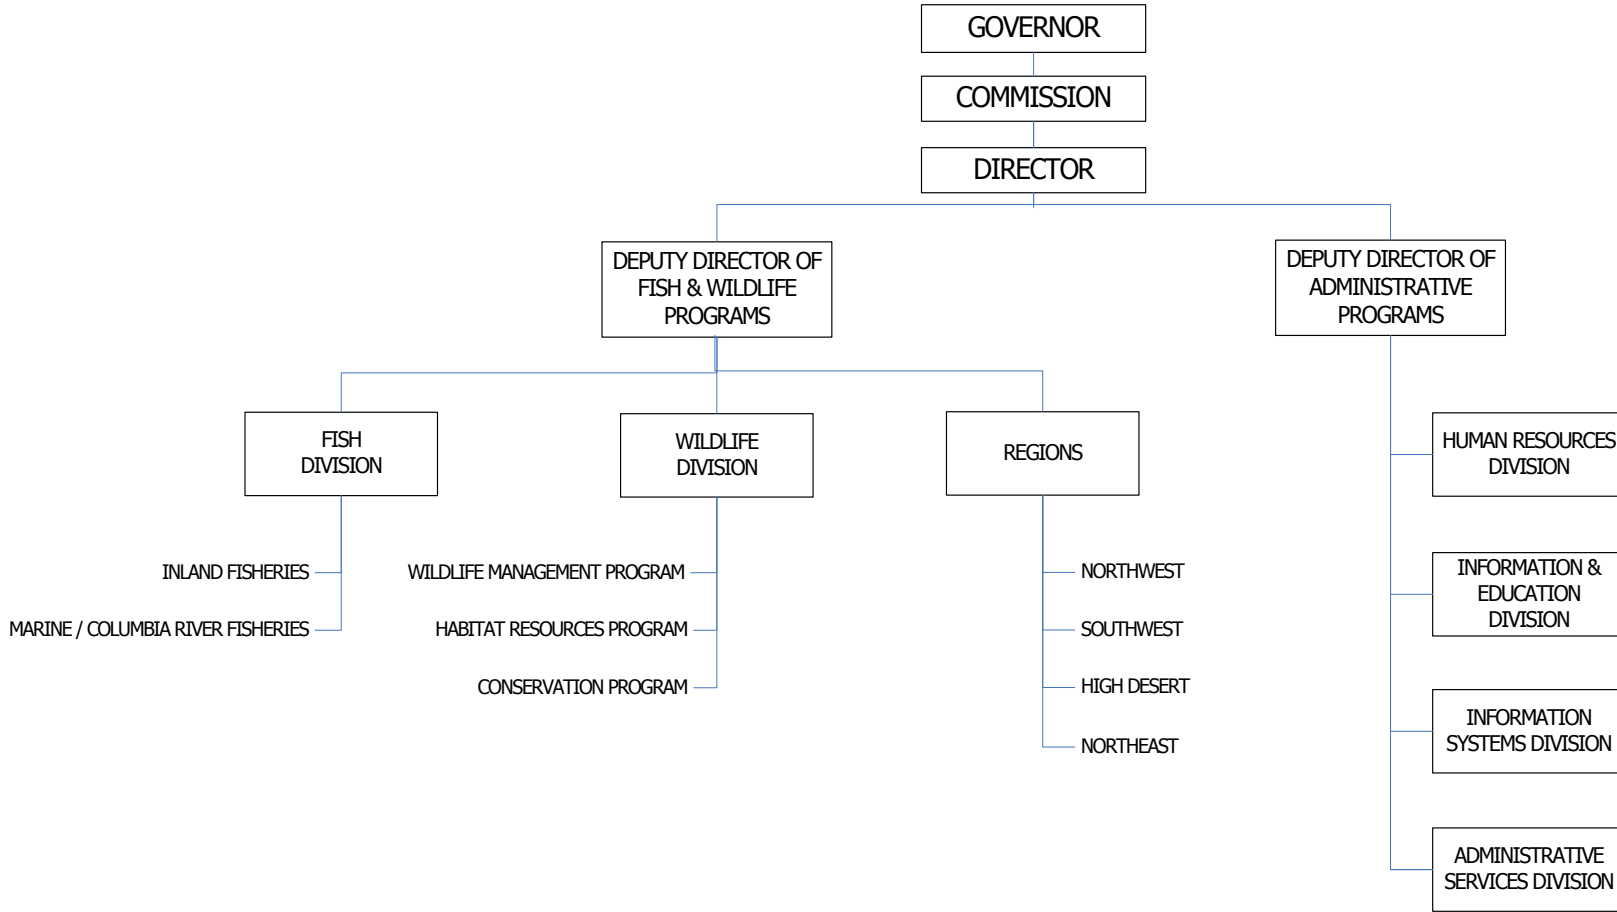 GOVERNOR
COMMISSION
DIRECTOR
DEPUTY DIRECTOR OF
FISH & WILDLIFE
PROGRAMS
DEPUTY DIRECTOR OF
ADMINISTRATIVE
PROGRAMS
FISH
DIVISION
WILDLIFE
DIVISION
REGIONS
HUMAN RESOURCES
DIVISION
INLAND FISHERIES
MARINE / COLUMBIA RIVER FISHERIES
WILDLIFE MANAGEMENT PROGRAM
HABITAT RESOURCES PROGRAM
CONSERVATION PROGRAM
NORTHWEST
SOUTHWEST
HIGH DESERT
NORTHEAST
INFORMATION &
EDUCATION
DIVISION
INFORMATION
SYSTEMS DIVISION
ADMINISTRATIVE
SERVICES DIVISION